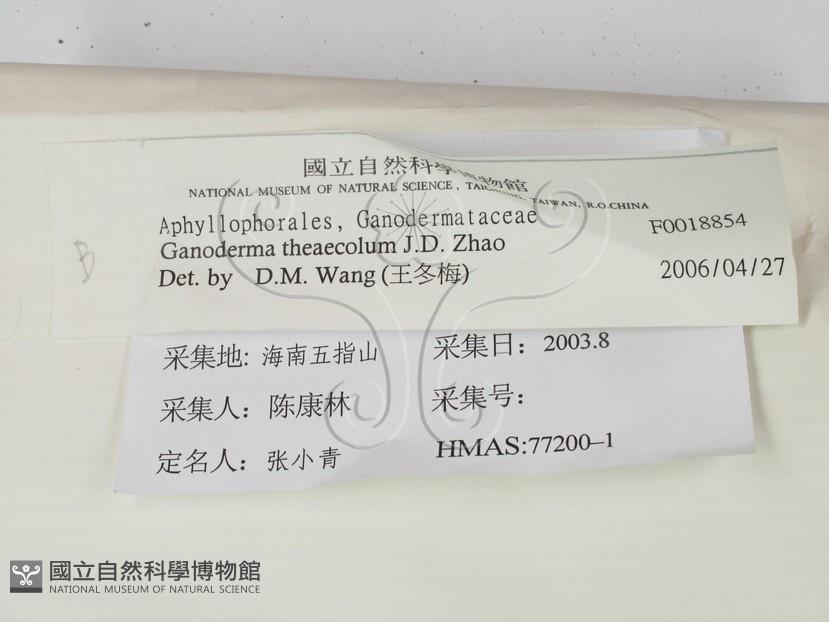 國立自然科學博物館
NATIONAL MUSEUM OF NATURAL SCIENCE, TAIWAN, R.O.CHINA
Aphyllophorales, Ganodermataceae F0018854
Ganoderma theaecolum J.D. Zhao
Det. by D.M. Wang (王冬梅) 2006/04/27
B
采集地: 海南五指山 采集日: 2003.8
采集人: 陈康林 采集号:
定名人: 张小青 HMAS:77200-1
國立自然科學博物館
NATIONAL MUSEUM OF NATURAL SCIENCE